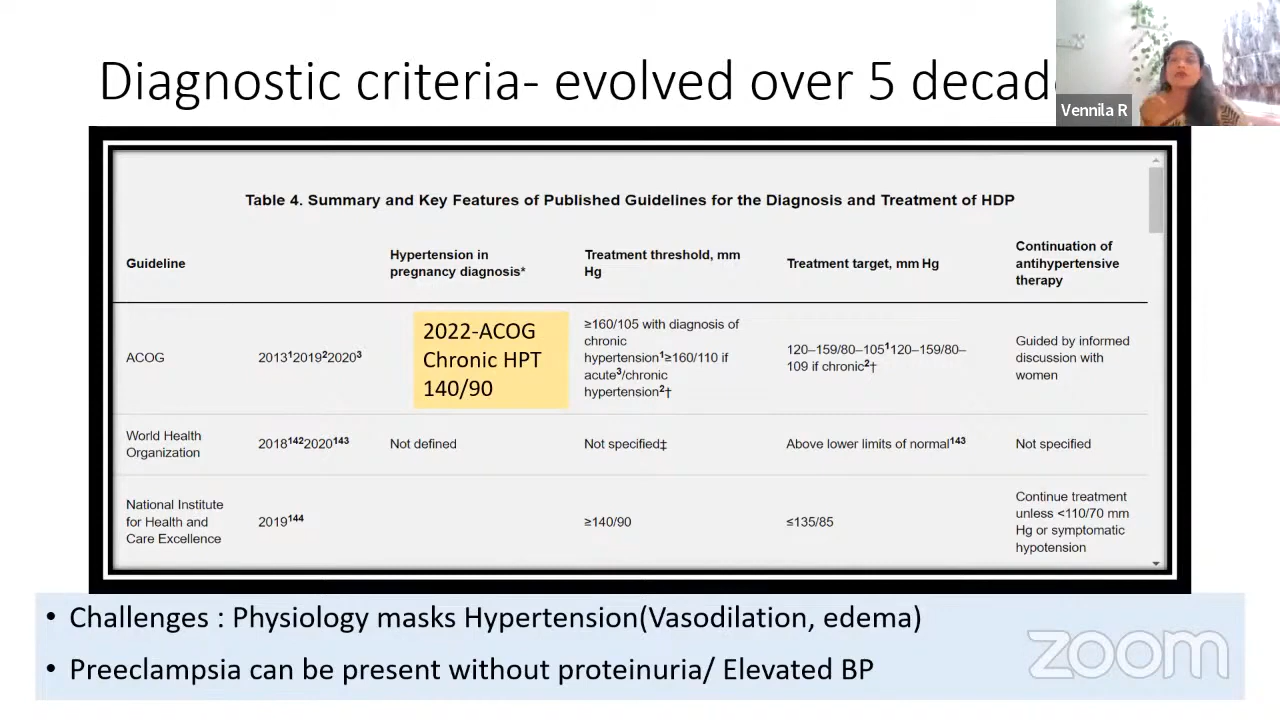 Diagnostic criteria- evolved over 5 decad
Vennila R
Table 4. Summary and Key Features of Published Guidelines for the Diagnosis and Treatment of HDP
Guideline
Hypertension in
pregnancy diagnosis*
Treatment threshold, mm
Hg
Treatment target, mm Hg
Continuation of
antihypertensive
therapy
ACOG
2013¹2019²2020³
2022-ACOG
Chronic HPT
140/90
≥160/105 with diagnosis of
chronic
hypertension¹≥160/110 if
acute³/chronic
hypertension²†
120–159/80–105¹120–159/80–
109 if chronic²†
Guided by informed
discussion with
women
World Health
Organization
2018¹⁴²2020¹⁴³
Not defined
Not specified‡
Above lower limits of normal¹⁴³
Not specified
National Institute
for Health and
Care Excellence
2019¹⁴⁴
≥140/90
≤135/85
Continue treatment
unless <110/70 mm
Hg or symptomatic
hypotension
• Challenges : Physiology masks Hypertension(Vasodilation, edema)
• Preeclampsia can be present without proteinuria/ Elevated BP
zoom